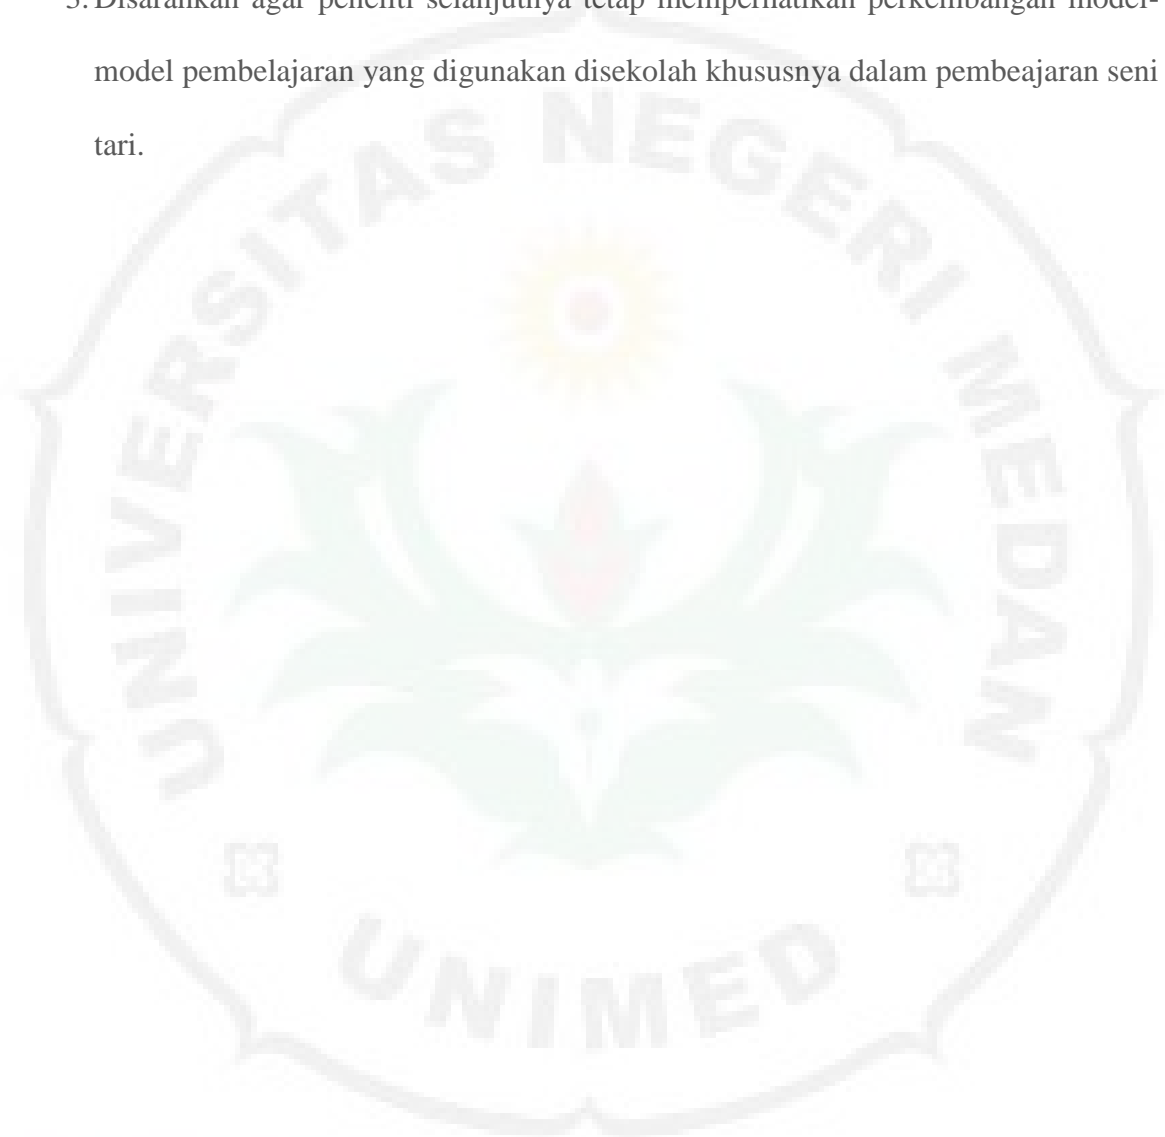 3. Disarankan agar peneliti selanjutnya tetap memperhatikan perkembangan model-
model pembelajaran yang digunakan disekolah khususnya dalam pembeajaran seni
tari.
UNIVERSITAS NEGERI MEDAN
UNIMED